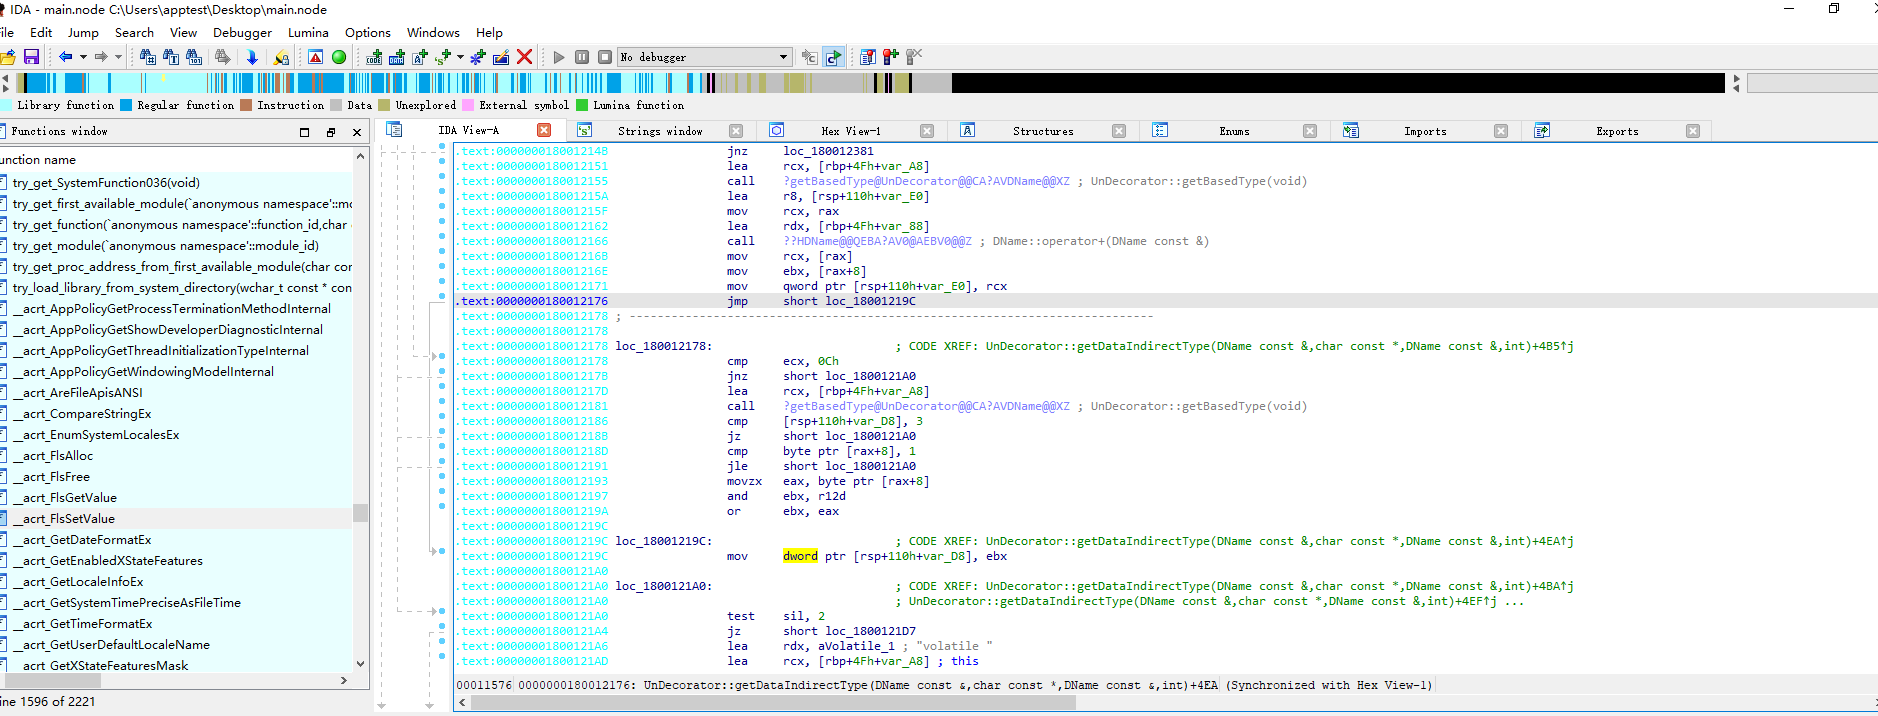 IDA - main.node C:\Users\apptest\Desktop\main.node
ile Edit Jump Search View Debugger Lumina Options Windows Help
No debugger
Library function Regular function Instruction Data Unexplored External symbol Lumina function
Functions window
unction name
try_get_SystemFunction036(void)
try_get_first_available_module(`anonymous namespace'::mo
try_get_function(`anonymous namespace'::function_id,char
try_get_module(`anonymous namespace'::module_id)
try_get_proc_address_from_first_available_module(char cor
try_load_library_from_system_directory(wchar_t const * con
__acrt_AppPolicyGetProcessTerminationMethodInternal
__acrt_AppPolicyGetShowDeveloperDiagnosticInternal
__acrt_AppPolicyGetThreadInitializationTypeInternal
__acrt_AppPolicyGetWindowingModelInternal
__acrt_AreFileApisANSI
__acrt_CompareStringEx
__acrt_EnumSystemLocalesEx
__acrt_FlsAlloc
__acrt_FlsFree
__acrt_FlsGetValue
__acrt_FlsSetValue
__acrt_GetDateFormatEx
__acrt_GetEnabledXStateFeatures
__acrt_GetLocaleInfoEx
__acrt_GetSystemTimePreciseAsFileTime
__acrt_GetTimeFormatEx
__acrt_GetUserDefaultLocaleName
acrt_GetXStateFeaturesMask
ine 1596 of 2221
IDA View-A Strings window Hex View-1 Structures Enums Imports Exports
.text:000000018001214B jnz loc_180012381
.text:0000000180012151 lea rcx, [rbp+4Fh+var_A8]
.text:0000000180012155 call ?getBasedType@UnDecorator@@CA?AVDName@@XZ ; UnDecorator::getBasedType(void)
.text:000000018001215A lea r8, [rsp+110h+var_E0]
.text:000000018001215F mov rcx, rax
.text:0000000180012162 lea rdx, [rbp+4Fh+var_88]
.text:0000000180012166 call ??HDName@@QEBA?AV0@AEBV0@@Z ; DName::operator+(DName const &)
.text:000000018001216B mov rcx, [rax]
.text:000000018001216E mov ebx, [rax+8]
.text:0000000180012171 mov qword ptr [rsp+110h+var_E0], rcx
.text:0000000180012176 jmp short loc_18001219C
.text:0000000180012178 ; ---------------------------------------------------------------------------
.text:0000000180012178
.text:0000000180012178 loc_180012178: ; CODE XREF: UnDecorator::getDataIndirectType(DName const &,char const *,DName const &,int)+4B5↑j
.text:0000000180012178 cmp ecx, 0Ch
.text:000000018001217B jnz short loc_1800121A0
.text:000000018001217D lea rcx, [rbp+4Fh+var_A8]
.text:0000000180012181 call ?getBasedType@UnDecorator@@CA?AVDName@@XZ ; UnDecorator::getBasedType(void)
.text:0000000180012186 cmp [rsp+110h+var_D8], 3
.text:000000018001218B jz short loc_1800121A0
.text:000000018001218D cmp byte ptr [rax+8], 1
.text:0000000180012191 jle short loc_1800121A0
.text:0000000180012193 movzx eax, byte ptr [rax+8]
.text:0000000180012197 and ebx, r12d
.text:000000018001219A or ebx, eax
.text:000000018001219C
.text:000000018001219C loc_18001219C: ; CODE XREF: UnDecorator::getDataIndirectType(DName const &,char const *,DName const &,int)+4EA↑j
.text:000000018001219C mov dword ptr [rsp+110h+var_D8], ebx
.text:00000001800121A0
.text:00000001800121A0 loc_1800121A0: ; CODE XREF: UnDecorator::getDataIndirectType(DName const &,char const *,DName const &,int)+4BA↑j
.text:00000001800121A0 ; UnDecorator::getDataIndirectType(DName const &,char const *,DName const &,int)+4EF↑j ...
.text:00000001800121A0 test sil, 2
.text:00000001800121A4 jz short loc_1800121D7
.text:00000001800121A6 lea rdx, aVolatile_1 ; "volatile "
.text:00000001800121AD lea rcx, [rbp+4Fh+var_A8] ; this
00011576 0000000180012176: UnDecorator::getDataIndirectType(DName const &,char const *,DName const &,int)+4EA (Synchronized with Hex View-1)